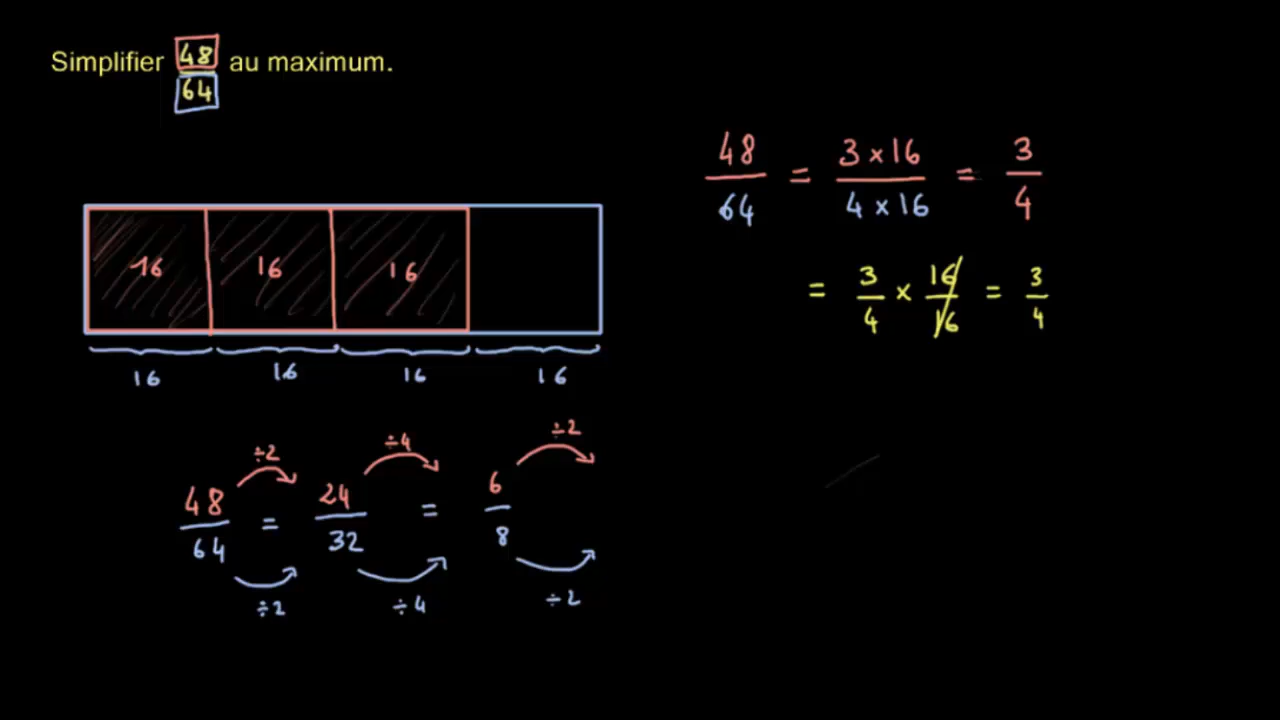 Simplifier 48/64 au maximum.
48/64 = 3 × 16 / 4 × 16 = 3/4
= 3/4 × 16/16 = 3/4
16 16 16
16 16 16 16
÷2 ÷4 ÷2
48/64 = 24/32 = 6/8
÷2 ÷4 ÷2